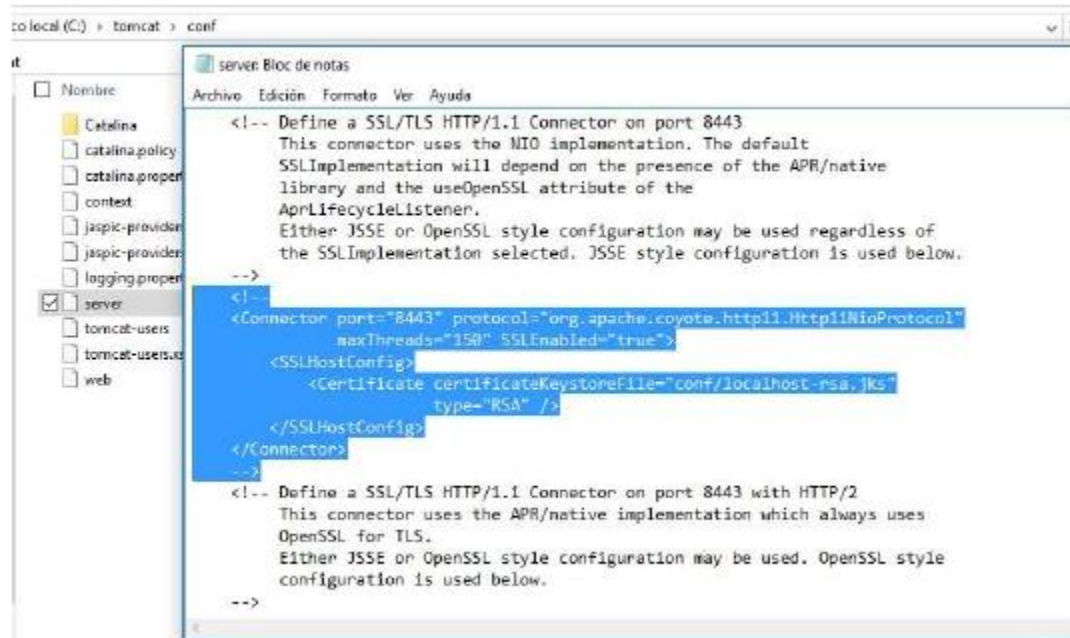 co local (C:) > tomcat > conf
Nombre
Catalina
catalina.policy
catalina.proper
context
jaspic-provider
jaspic-provider
logging.proper
server
tomcat-users
tomcat-users.xs
web
server: Bloc de notas
Archivo Edición Formato Ver Ayuda
<!-- Define a SSL/TLS HTTP/1.1 Connector on port 8443
This connector uses the NIO implementation. The default
SSLImplementation will depend on the presence of the APR/native
library and the useOpenSSL attribute of the
AprLifecycleListener.
Either JSSE or OpenSSL style configuration may be used regardless of
the SSLImplementation selected. JSSE style configuration is used below.
-->
<!--
<Connector port="8443" protocol="org.apache.coyote.http11.Http11NioProtocol"
maxThreads="150" SSLEnabled="true">
<SSLHostConfig>
<Certificate certificateKeystoreFile="conf/localhost-rsa.jks"
type="RSA" />
</SSLHostConfig>
</Connector>
-->
<!-- Define a SSL/TLS HTTP/1.1 Connector on port 8443 with HTTP/2
This connector uses the APR/native implementation which always uses
OpenSSL for TLS.
Either JSSE or OpenSSL style configuration may be used. OpenSSL style
configuration is used below.
-->